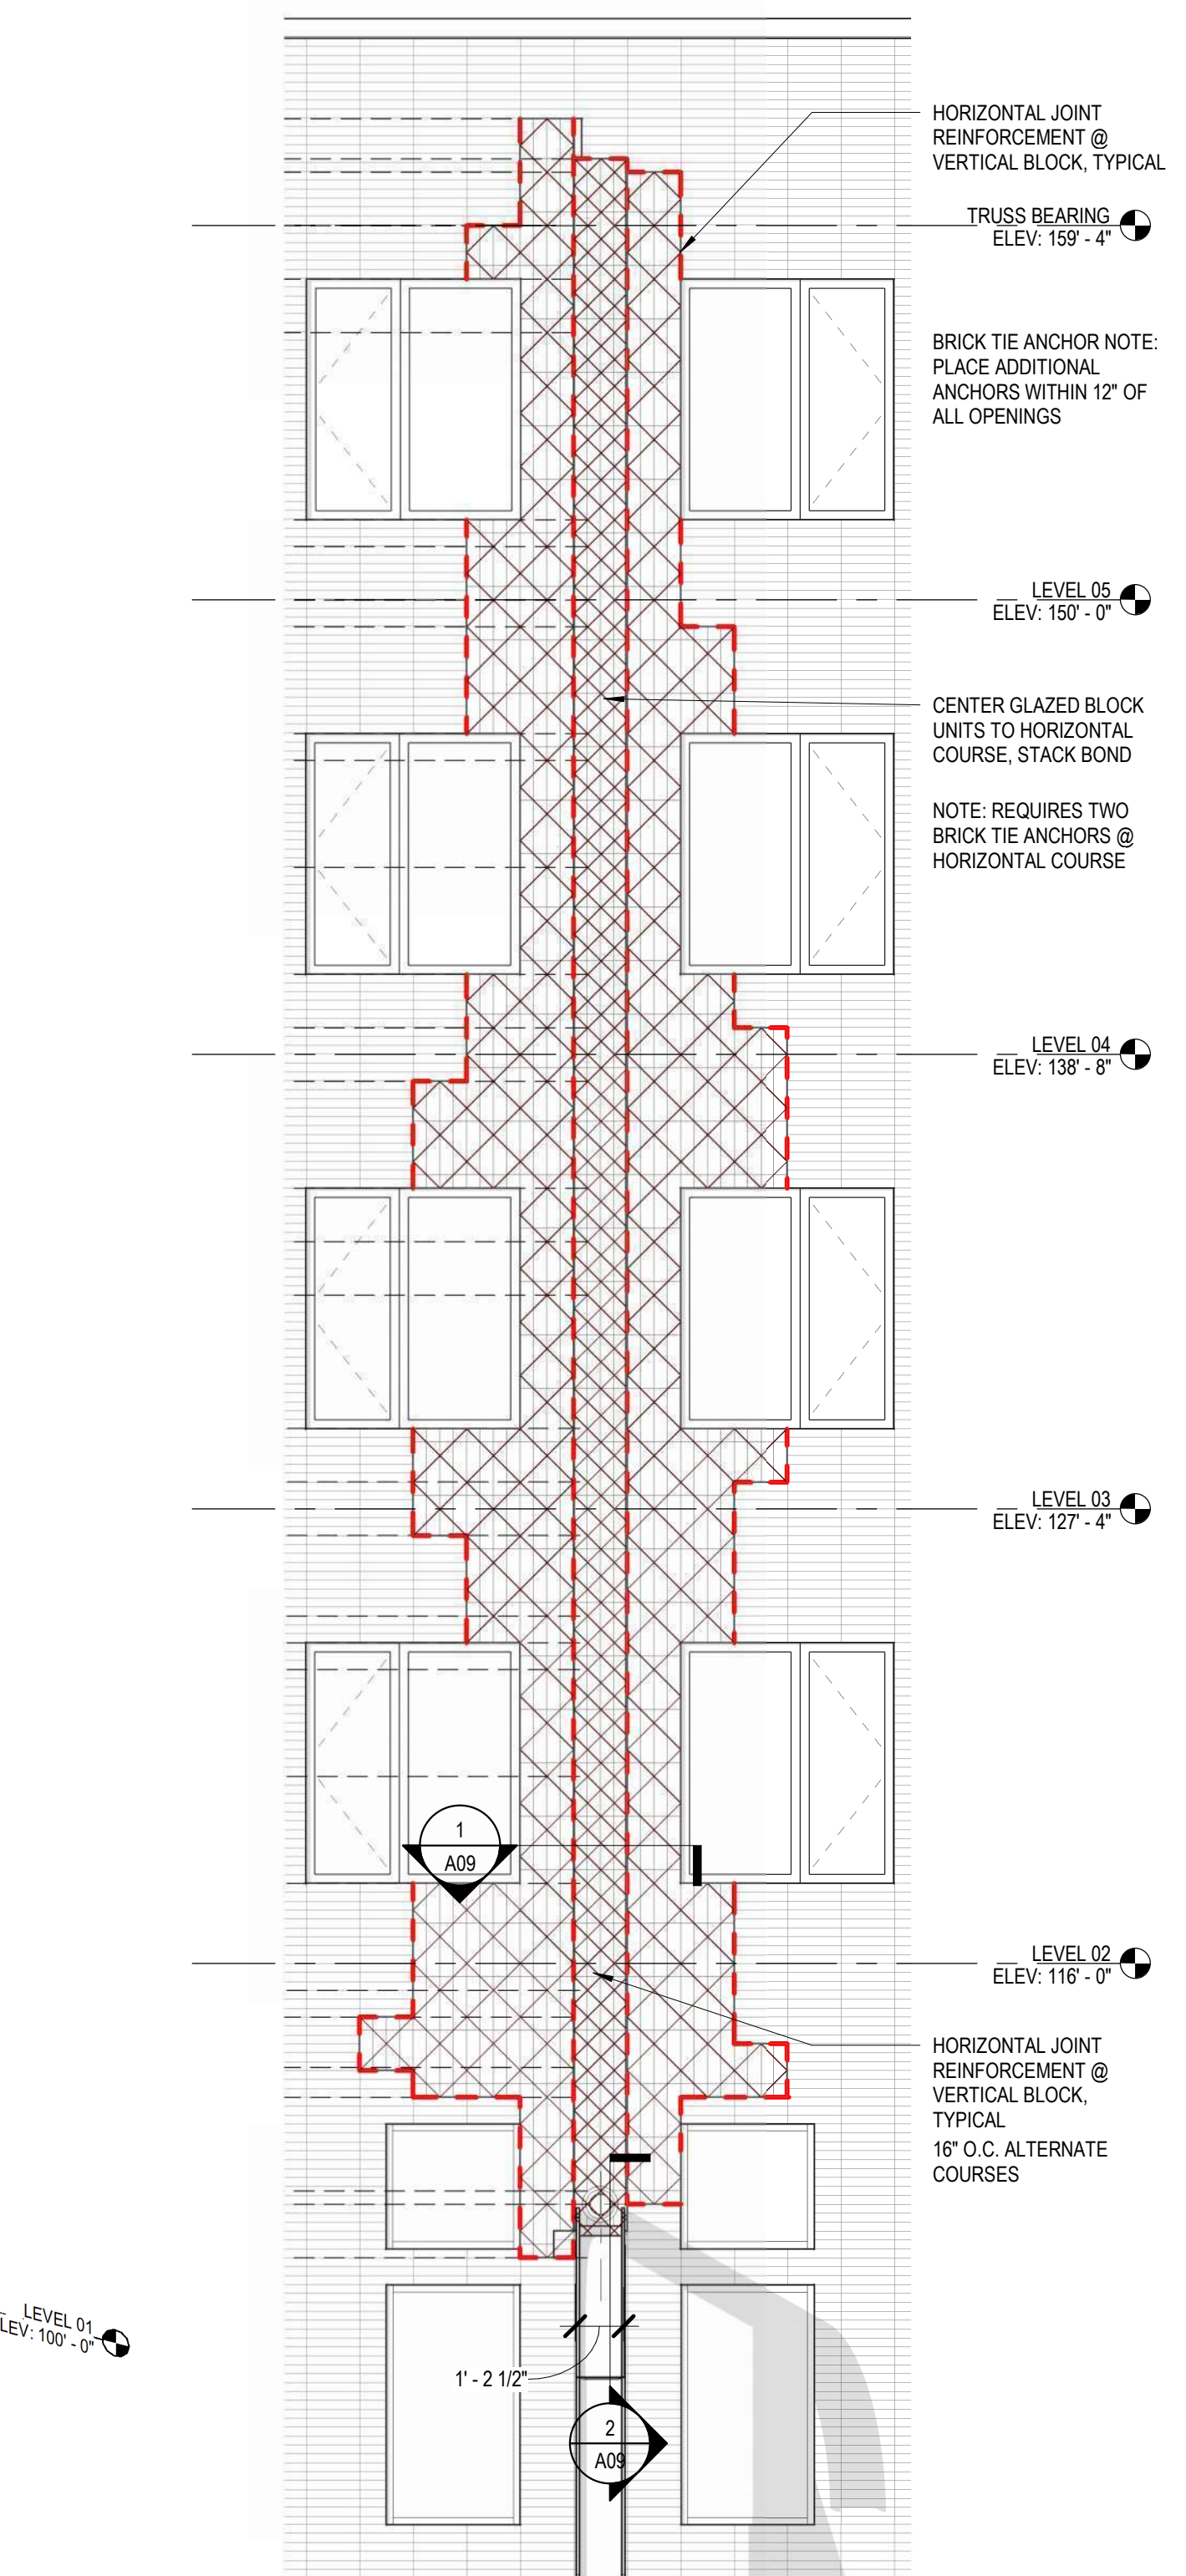 HORIZONTAL JOINT
REINFORCEMENT @
VERTICAL BLOCK, TYPICAL
TRUSS BEARING
ELEV: 159' - 4"
BRICK TIE ANCHOR NOTE:
PLACE ADDITIONAL
ANCHORS WITHIN 12" OF
ALL OPENINGS
LEVEL 05
ELEV: 150' - 0"
CENTER GLAZED BLOCK
UNITS TO HORIZONTAL
COURSE, STACK BOND
NOTE: REQUIRES TWO
BRICK TIE ANCHORS @
HORIZONTAL COURSE
LEVEL 04
ELEV: 138' - 8"
LEVEL 03
ELEV: 127' - 4"
1
A09
LEVEL 02
ELEV: 116' - 0"
HORIZONTAL JOINT
REINFORCEMENT @
VERTICAL BLOCK,
TYPICAL
16" O.C. ALTERNATE
COURSES
LEVEL 01
LEV: 100' - 0"
1' - 2 1/2"
2
A09